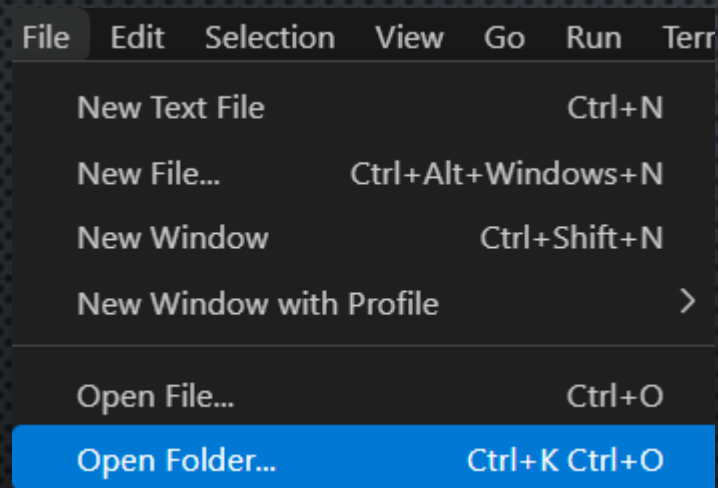 File Edit Selection View Go Run
New Text File Ctrl+N
New File... Ctrl+Alt+Windows+N
New Window Ctrl+Shift+N
New Window with Profile
Open File... Ctrl+O
Open Folder... Ctrl+K Ctrl+O